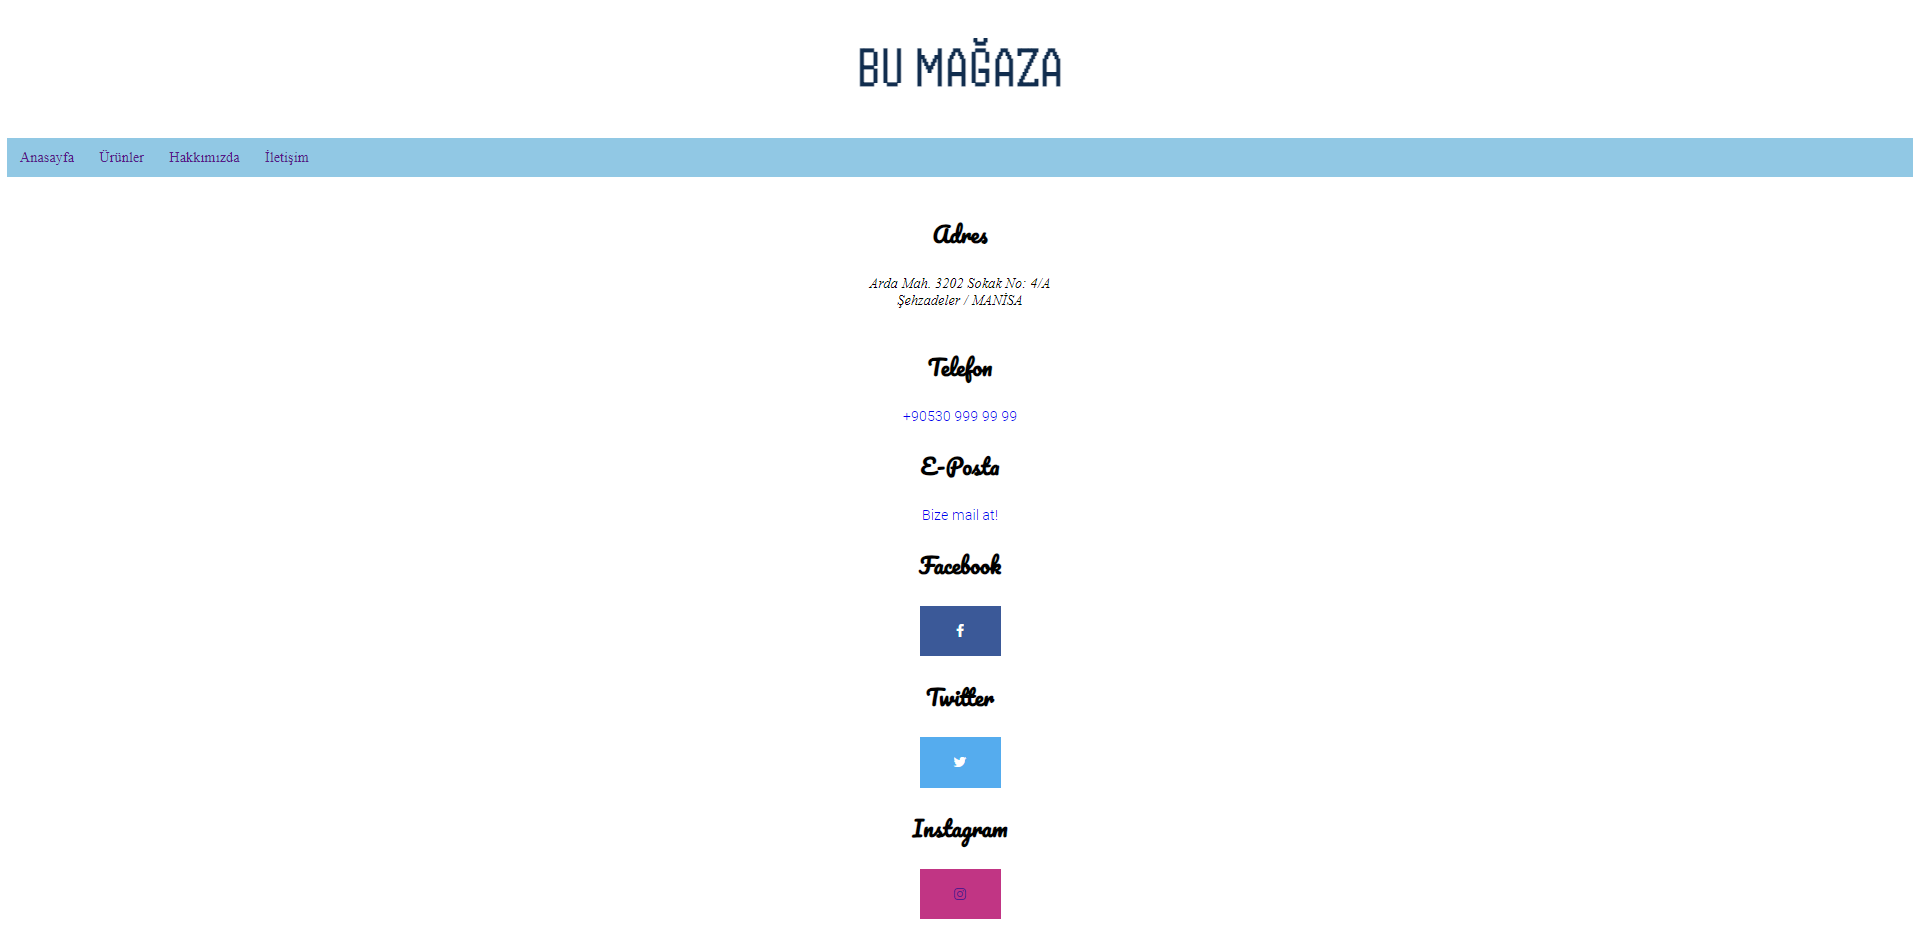 BU MAĞAZA
Anasayfa Ürünler Hakkımızda İletişim
Adres
Arda Mah. 3202 Sokak No: 4/A
Şehzadeler / MANİSA
Telefon
+90530 999 99 99
E-Posta
Bize mail at!
Facebook
Twitter
Instagram